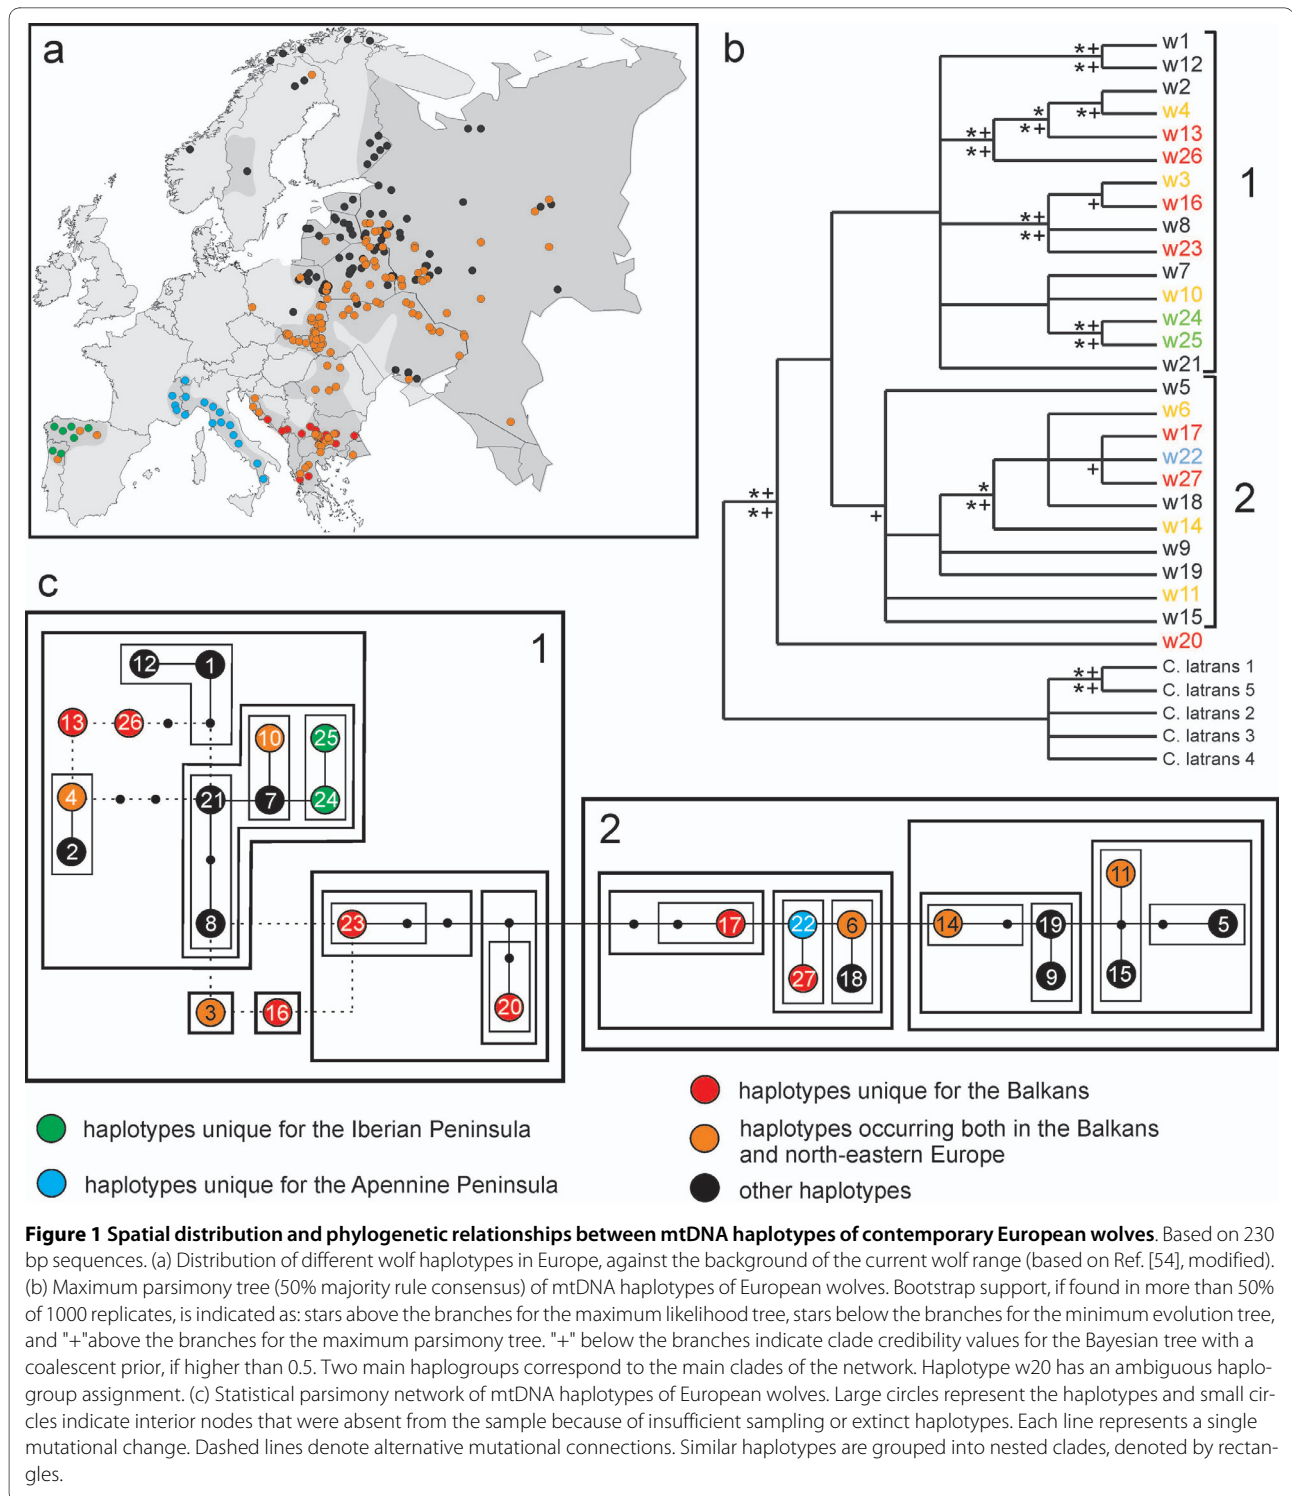 a
b
w1
w12
w2
w4
w13
w26
w3
w16
w8
w23
w7
w10
w24
w25
w21
w5
w6
w17
w22
w27
w18
w14
w9
w19
w11
w15
w20
C. latrans 1
C. latrans 5
C. latrans 2
C. latrans 3
C. latrans 4
1
2
*+
*+
*+
*
*+
*+
*+
*+
+
*+
*+
*+
*+
*
*+
+
+
*+
*+
*+
*+
c
1
12 1
13 26
10 25
4 21 7 24
2
8 23
3 16
20
2
17 22 6 14 19 11 5
27 18 9 15
haplotypes unique for the Iberian Peninsula
haplotypes unique for the Apennine Peninsula
haplotypes unique for the Balkans
haplotypes occurring both in the Balkans
and north-eastern Europe
other haplotypes
Figure 1 Spatial distribution and phylogenetic relationships between mtDNA haplotypes of contemporary European wolves. Based on 230
bp sequences. (a) Distribution of different wolf haplotypes in Europe, against the background of the current wolf range (based on Ref. [54], modified).
(b) Maximum parsimony tree (50% majority rule consensus) of mtDNA haplotypes of European wolves. Bootstrap support, if found in more than 50%
of 1000 replicates, is indicated as: stars above the branches for the maximum likelihood tree, stars below the branches for the minimum evolution tree,
and "+"above the branches for the maximum parsimony tree. "+" below the branches indicate clade credibility values for the Bayesian tree with a
coalescent prior, if higher than 0.5. Two main haplogroups correspond to the main clades of the network. Haplotype w20 has an ambiguous haplo-
group assignment. (c) Statistical parsimony network of mtDNA haplotypes of European wolves. Large circles represent the haplotypes and small cir-
cles indicate interior nodes that were absent from the sample because of insufficient sampling or extinct haplotypes. Each line represents a single
mutational change. Dashed lines denote alternative mutational connections. Similar haplotypes are grouped into nested clades, denoted by rectan-
gles.